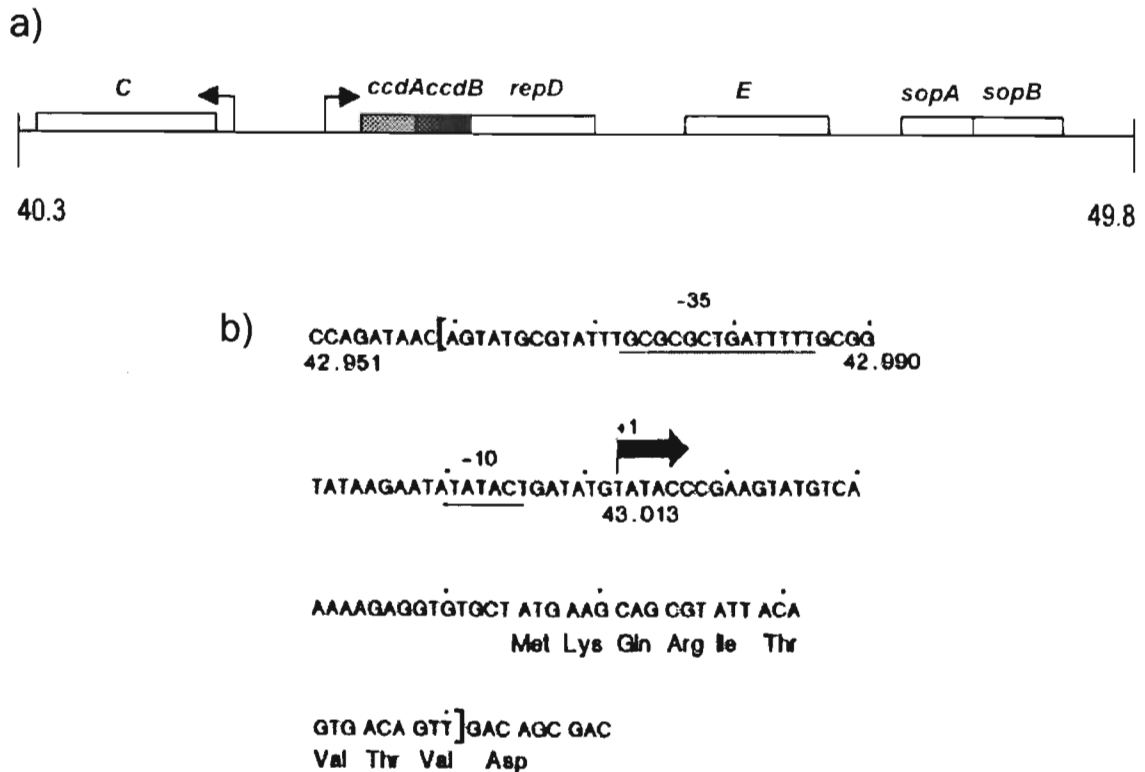 a)
C ccdAccdB repD E sopA sopB
40.3 49.8
b)
-35
CCAGATAAC[AGTATGCGTATTTGCGCGCTGATTTTTGCGG
42.951 42.990
+1
-10
TATAAGAATATATACTGATATGTATACCCGAAGTATGTCA
43.013
AAAAGAGGTGTGCT ATG AAG CAG CGT ATT ACA
Met Lys Gln Arg Ile Thr
GTG ACA GTT]GAC AGC GAC
Val Thr Val Asp